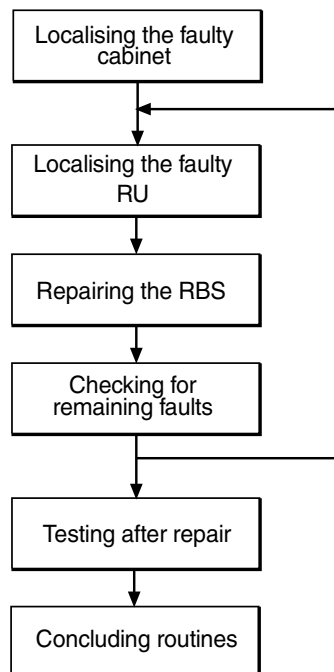 Localising the faulty
cabinet
Localising the faulty
RU
Repairing the RBS
Checking for
remaining faults
Testing after repair
Concluding routines